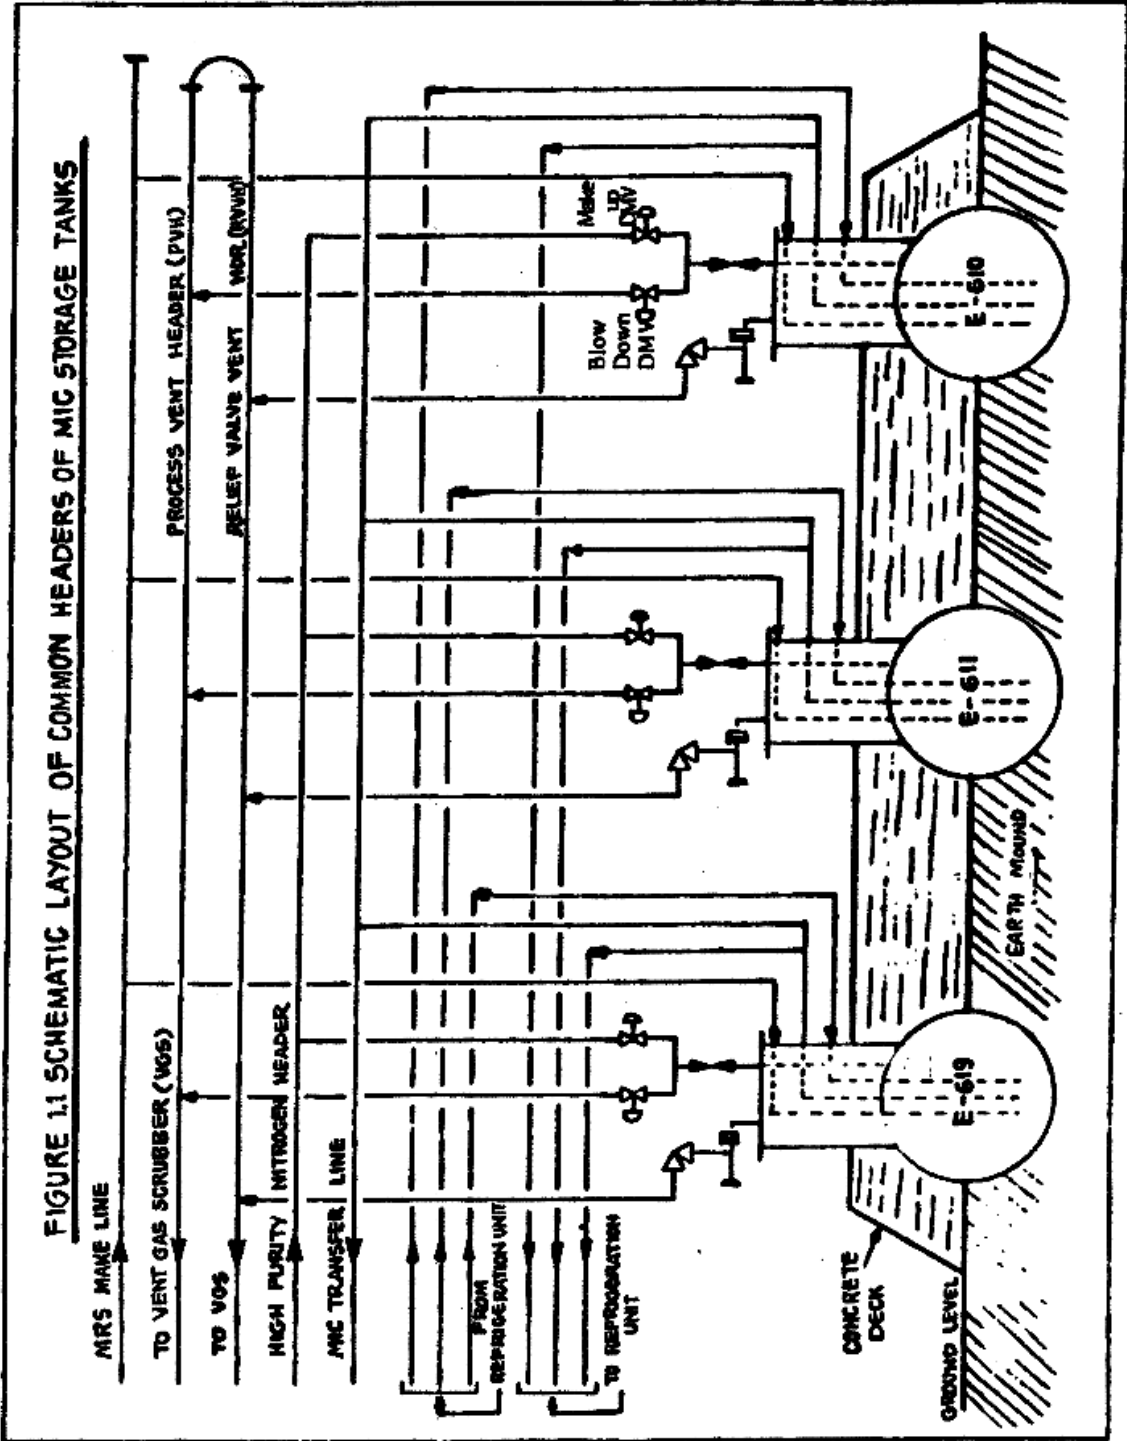 FIGURE 1.1 SCHEMATIC LAYOUT OF COMMON HEADERS OF MIC STORAGE TANKS
MRS MAKE LINE
TO VENT GAS SCRUBBER (VGS)
PROCESS VENT HEADER (PVH)
TO VGS
RELIEF VALVE VENT HDR.(RVVH)
HIGH PURITY NITROGEN HEADER
MIC TRANSFER LINE
FROM
REFRIGERATION UNIT
TO REFRIGERATION
UNIT
Blow
Down
DMV
Make
UP
DMV
CONCRETE
DECK
GROUND LEVEL
EARTH MOUND
E-619
E-611
E-610